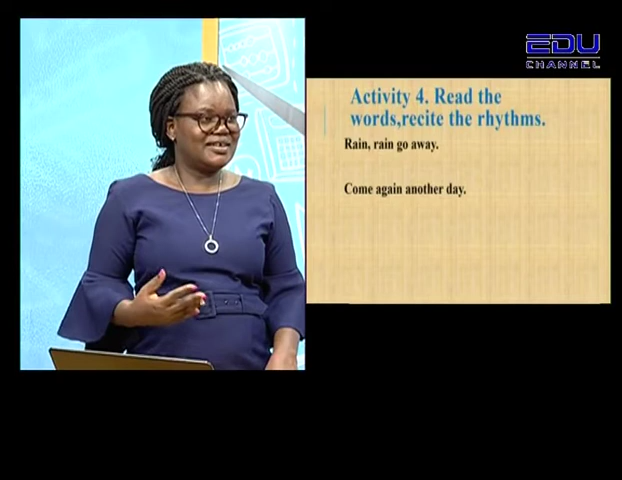 EDU
CHANNEL
Activity 4. Read the
words,recite the rhythms.
Rain, rain go away.
Come again another day.